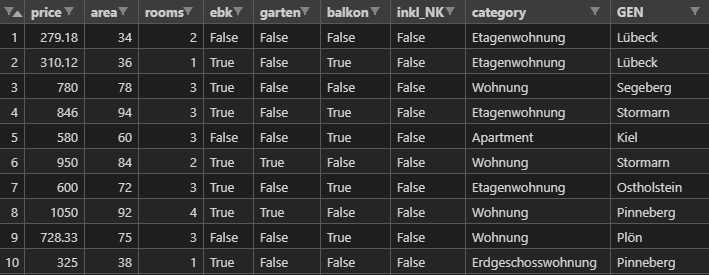 price area rooms ebk garten balkon inkl_NK category GEN
1 279.18 34 2 False False False False Etagenwohnung Lübeck
2 310.12 36 1 True False True False Etagenwohnung Lübeck
3 780 78 3 True False False False Wohnung Segeberg
4 846 94 3 True False True False Etagenwohnung Stormarn
5 580 60 3 False False True False Apartment Kiel
6 950 84 2 True True False False Wohnung Stormarn
7 600 72 3 True False True False Etagenwohnung Ostholstein
8 1050 92 4 True True False False Wohnung Pinneberg
9 728.33 75 3 False False True False Wohnung Plön
10 325 38 1 True False False False Erdgeschosswohnung Pinneberg